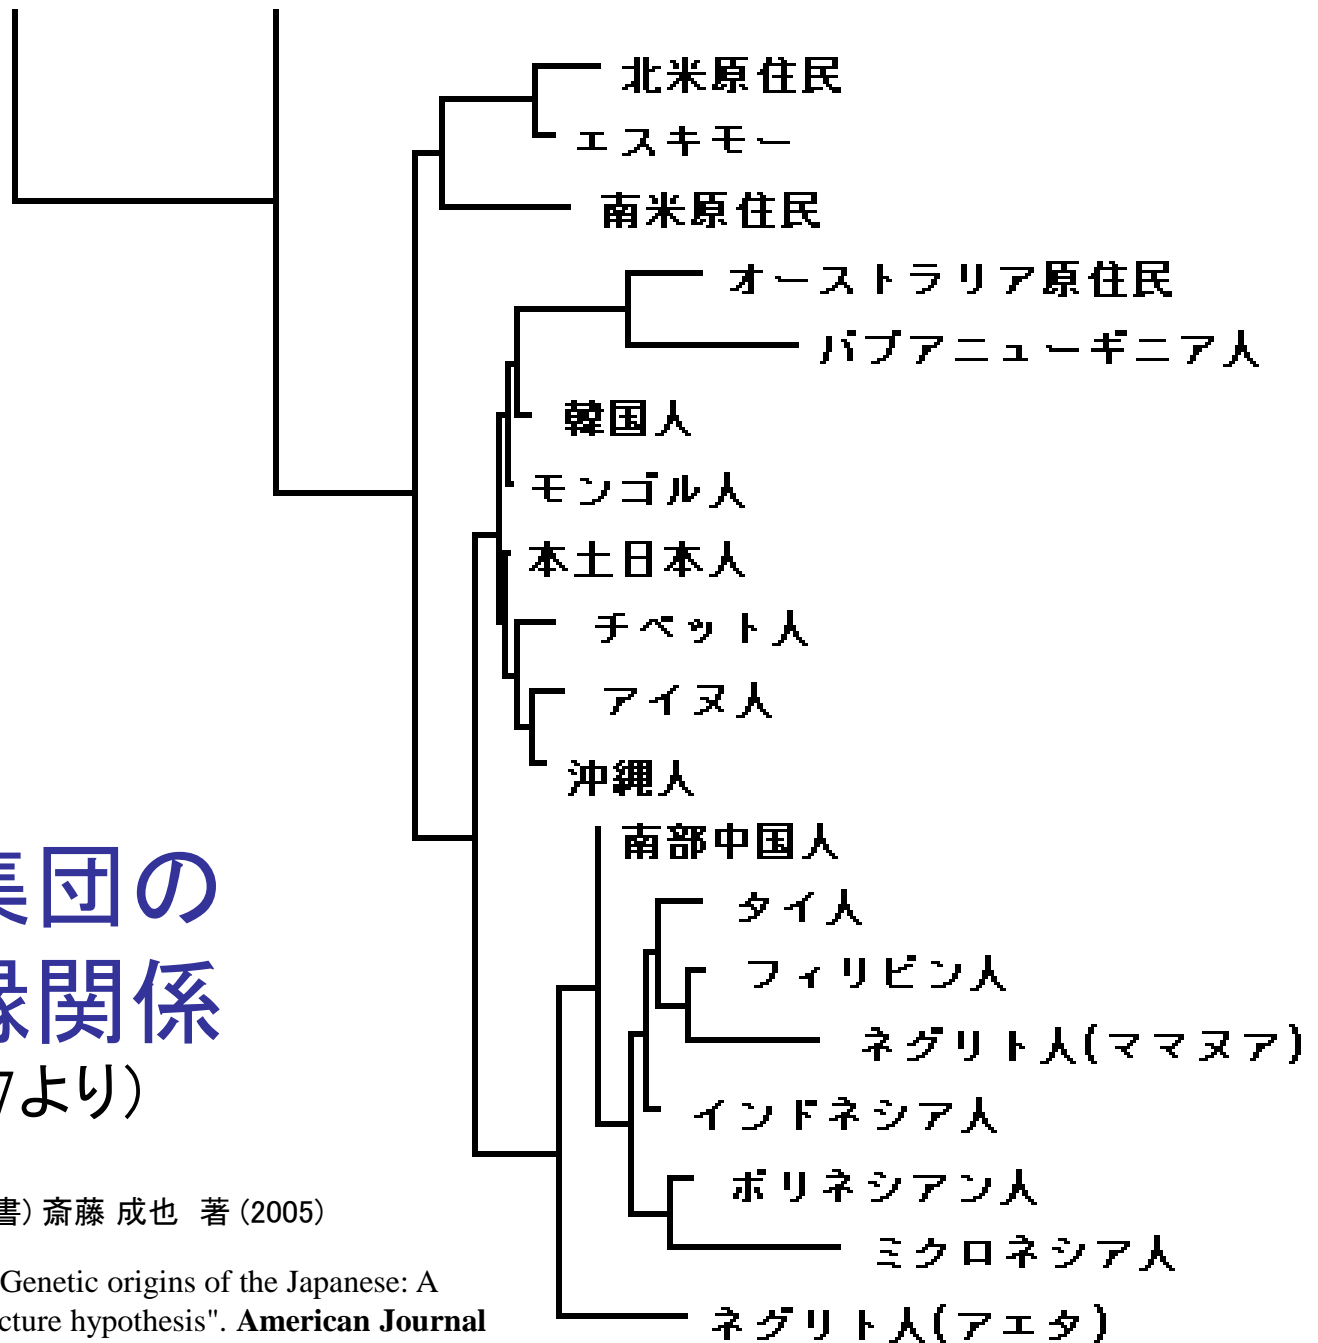 北米原住民
エスキモー
南米原住民
オーストラリア原住民
パプアニューギニア人
韓国人
モンゴル人
本土日本人
チベット人
アイヌ人
沖縄人
南部中国人
タイ人
フィリピン人
ネグリト人(ママヌア)
インドネシア人
ポリネシアン人
ミクロネシア人
ネグリト人(アエタ)
集団の
縁関係
7より)
書) 斎藤 成也 著 (2005)
Genetic origins of the Japanese: A
cture hypothesis". American Journal